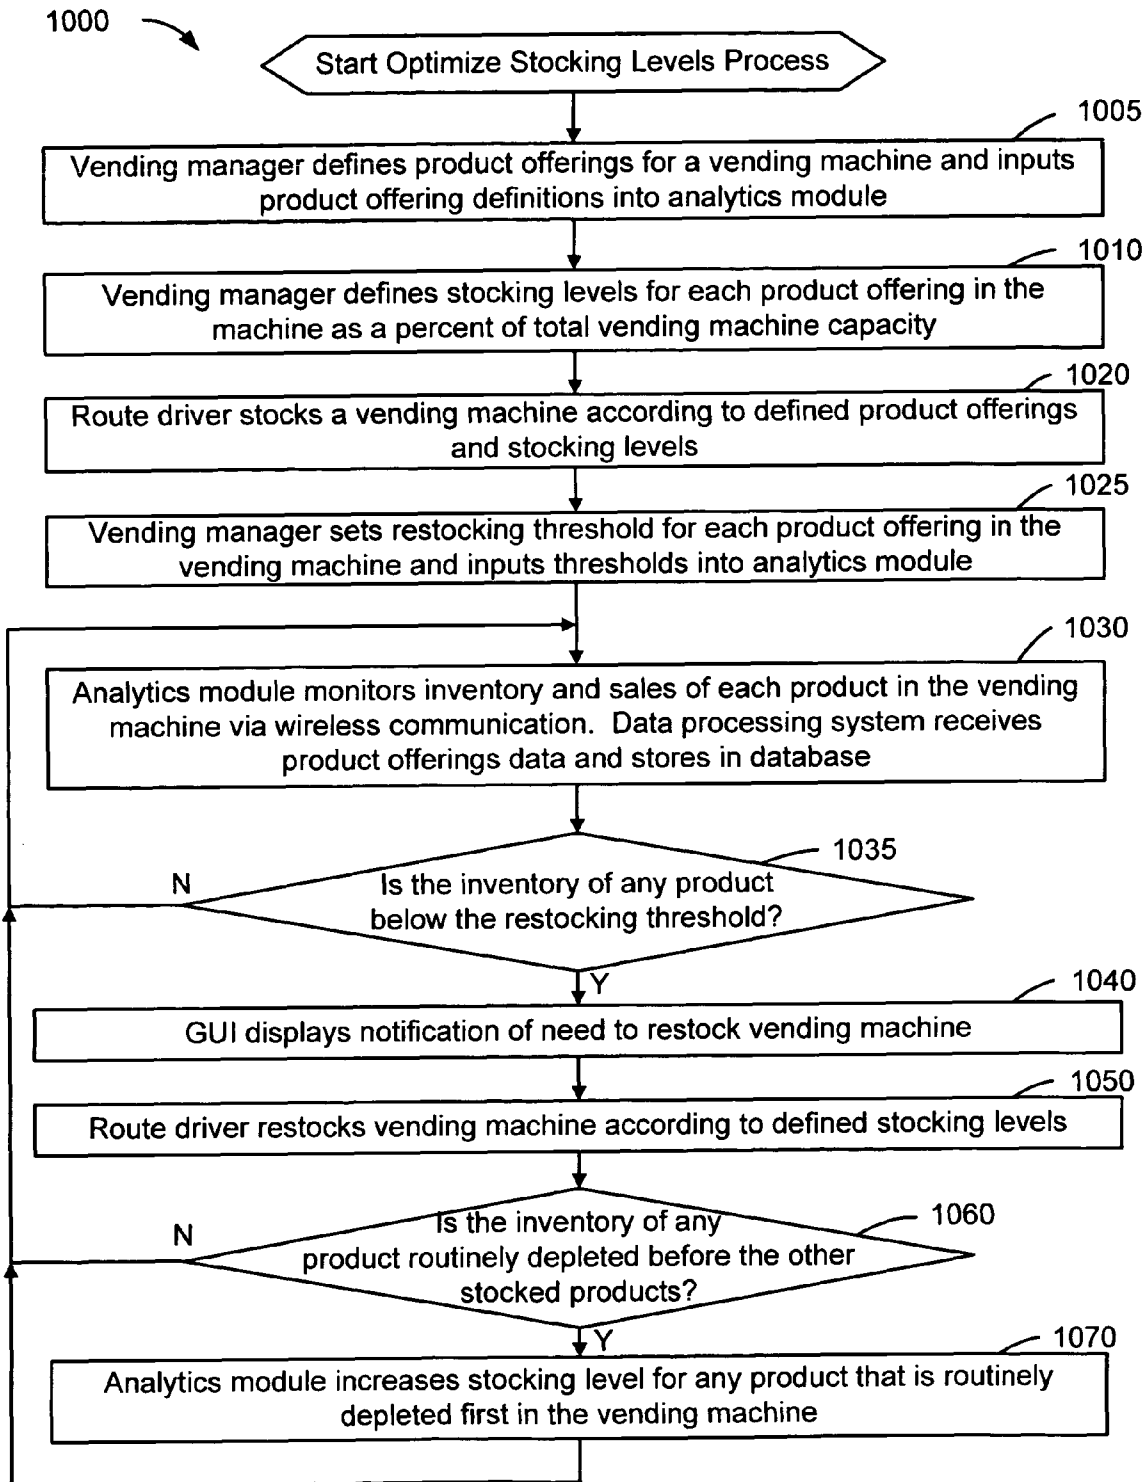 1000
Start Optimize Stocking Levels Process
1005
Vending manager defines product offerings for a vending machine and inputs
product offering definitions into analytics module
1010
Vending manager defines stocking levels for each product offering in the
machine as a percent of total vending machine capacity
1020
Route driver stocks a vending machine according to defined product offerings
and stocking levels
1025
Vending manager sets restocking threshold for each product offering in the
vending machine and inputs thresholds into analytics module
1030
Analytics module monitors inventory and sales of each product in the vending
machine via wireless communication.  Data processing system receives
product offerings data and stores in database
1035
N
Is the inventory of any product
below the restocking threshold?
Y
1040
GUI displays notification of need to restock vending machine
1050
Route driver restocks vending machine according to defined stocking levels
1060
N
Is the inventory of any
product routinely depleted before the other
stocked products?
Y
1070
Analytics module increases stocking level for any product that is routinely
depleted first in the vending machine